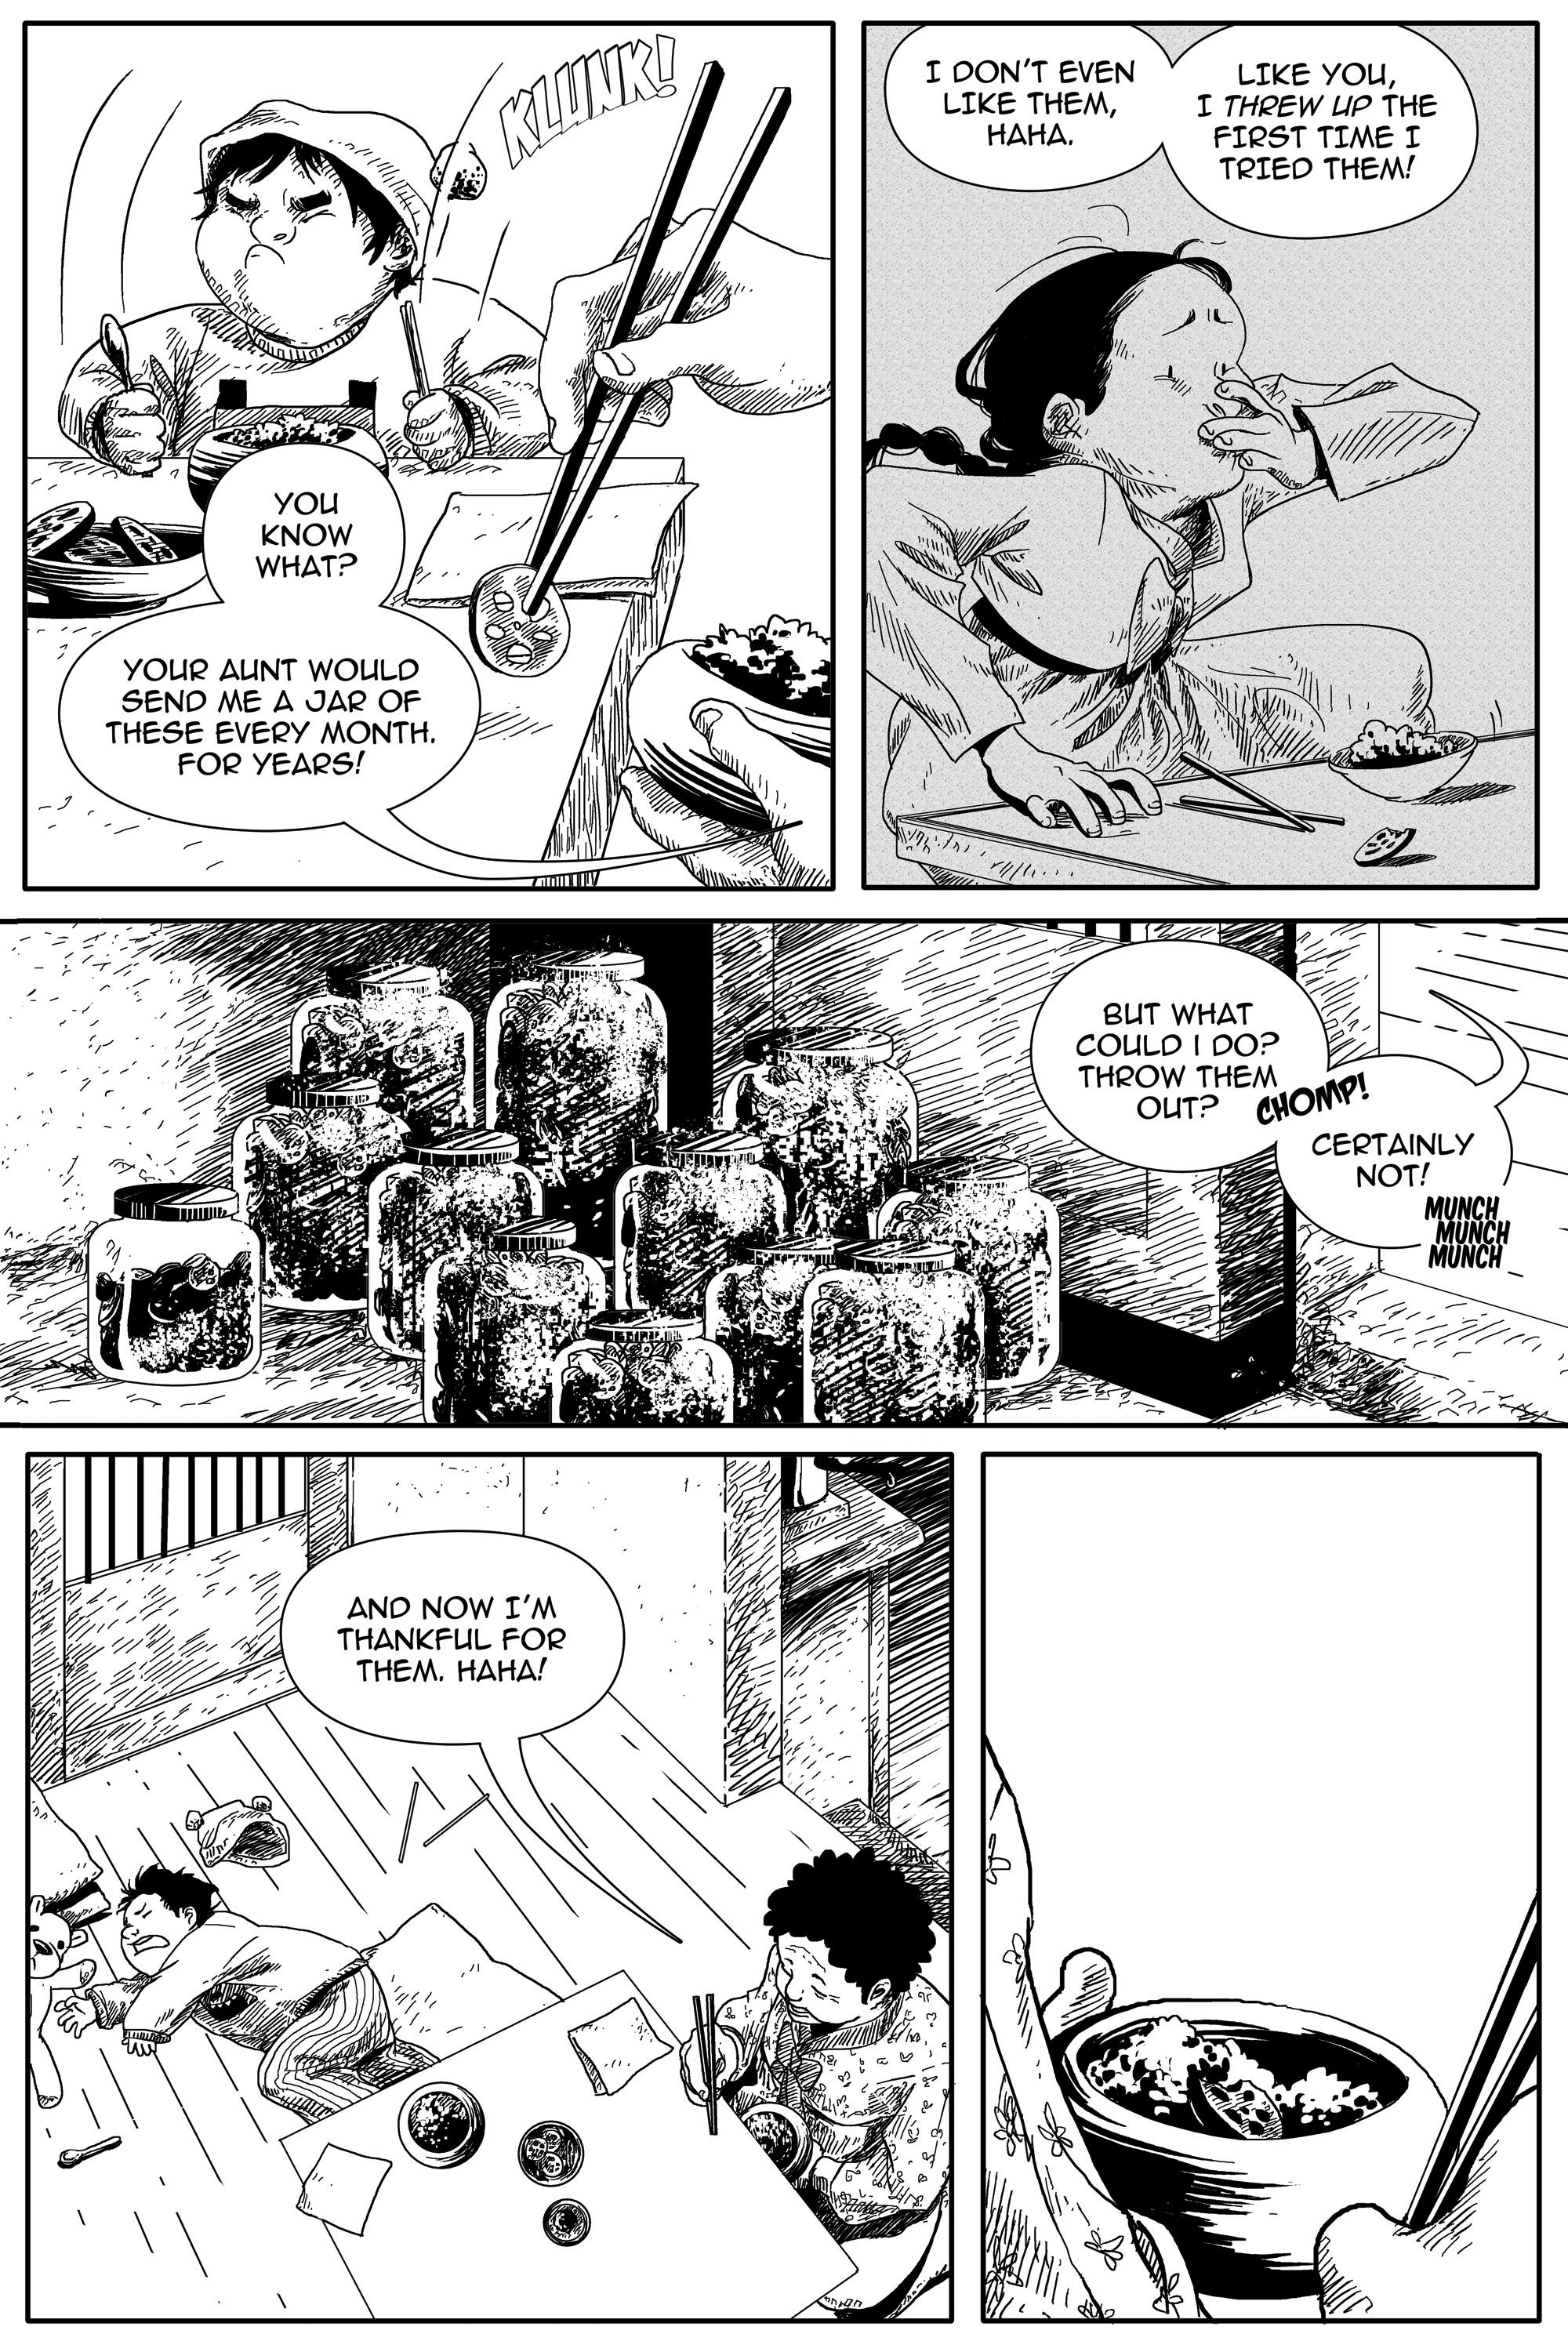 KLUNK!
YOU
KNOW
WHAT?
YOUR AUNT WOULD
SEND ME A JAR OF
THESE EVERY MONTH.
FOR YEARS!
I DON'T EVEN
LIKE THEM,
HAHA.
LIKE YOU,
I THREW UP THE
FIRST TIME I
TRIED THEM!
BUT WHAT
COULD I DO?
THROW THEM
OUT?
CHOMP!
CERTAINLY
NOT!
MUNCH
MUNCH
MUNCH
AND NOW I'M
THANKFUL FOR
THEM. HAHA!